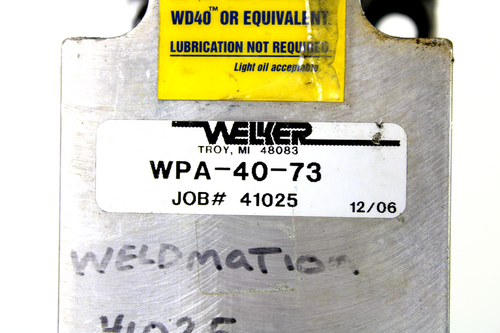 WD40™ OR EQUIVALENT
LUBRICATION NOT REQUIRED
Light oil acceptable
WELKER
TROY, MI 48083
WPA-40-73
JOB# 41025
12/06
WELDMATION
41025